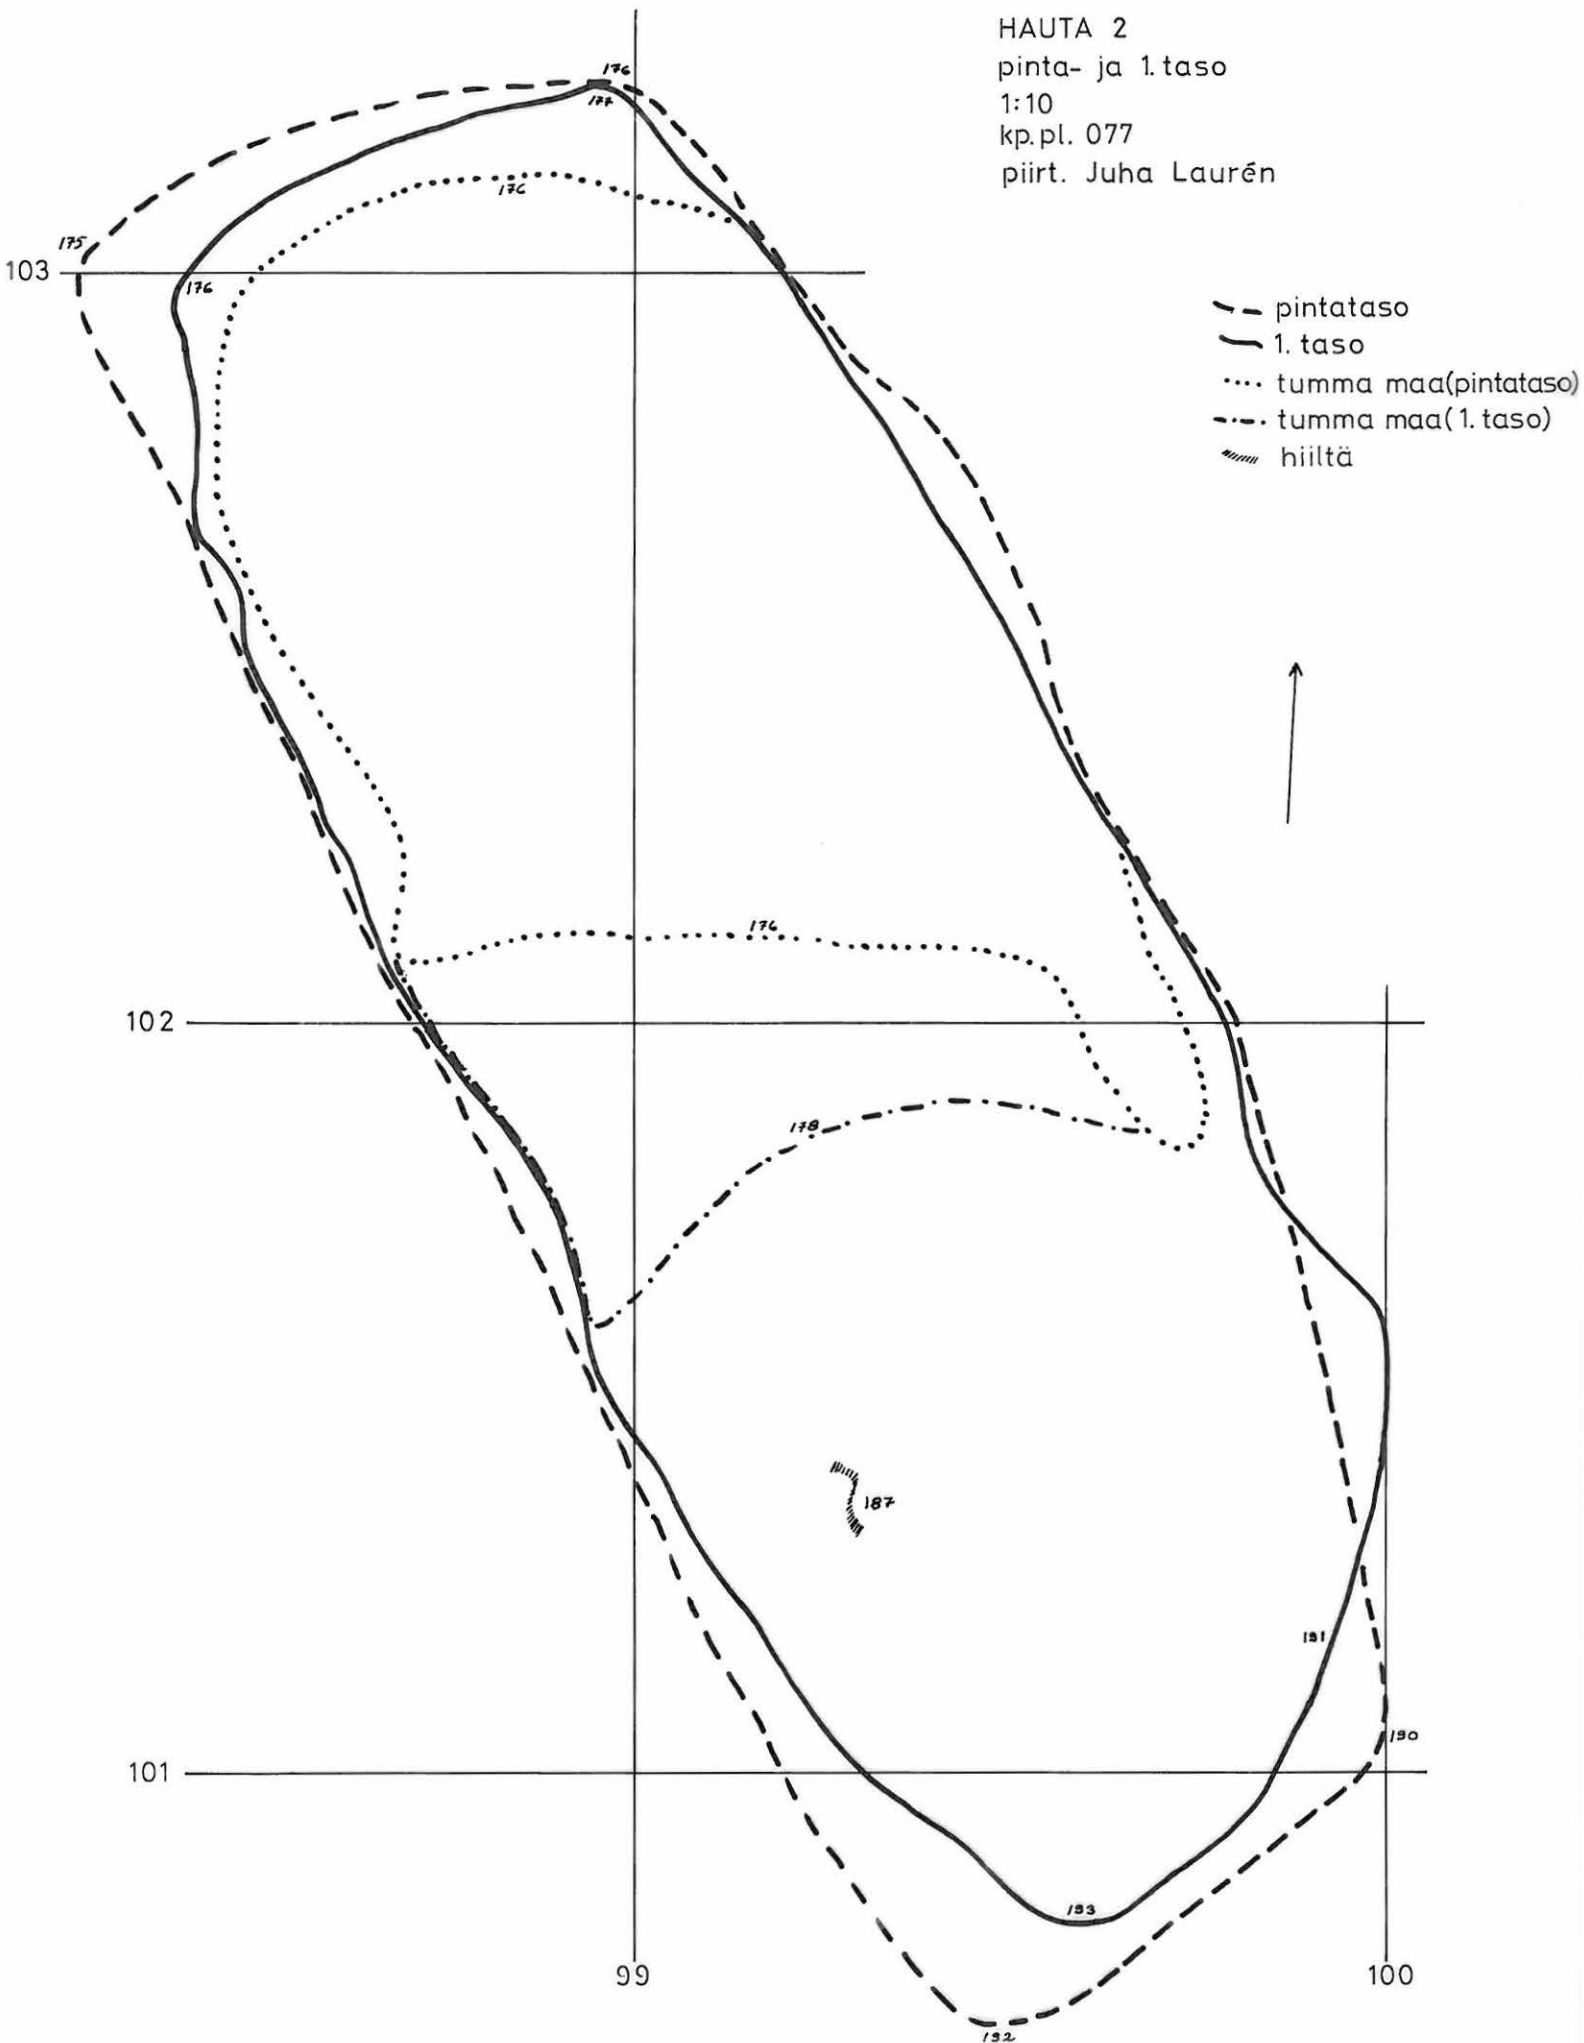 HAUTA 2
pinta- ja 1. taso
1:10
kp.pl. 077
piirt. Juha Laurén
176
177
176
175
103
176
pintataso
1. taso
tumma maa(pintataso)
tumma maa(1. taso)
hiiltä
176
102
178
187
191
190
101
193
99
100
192